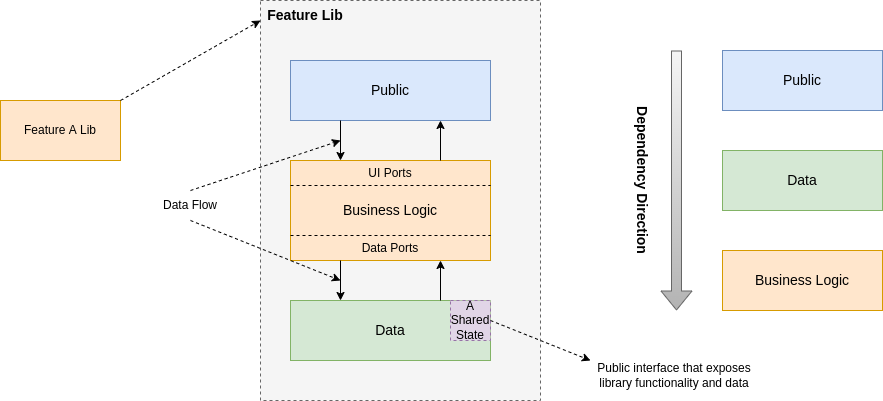 Feature Lib
Public
Feature A Lib
UI Ports
Business Logic
Data Ports
Data Flow
Data
A
Shared
State
Public interface that exposes
library functionality and data
Dependency Direction
Public
Data
Business Logic